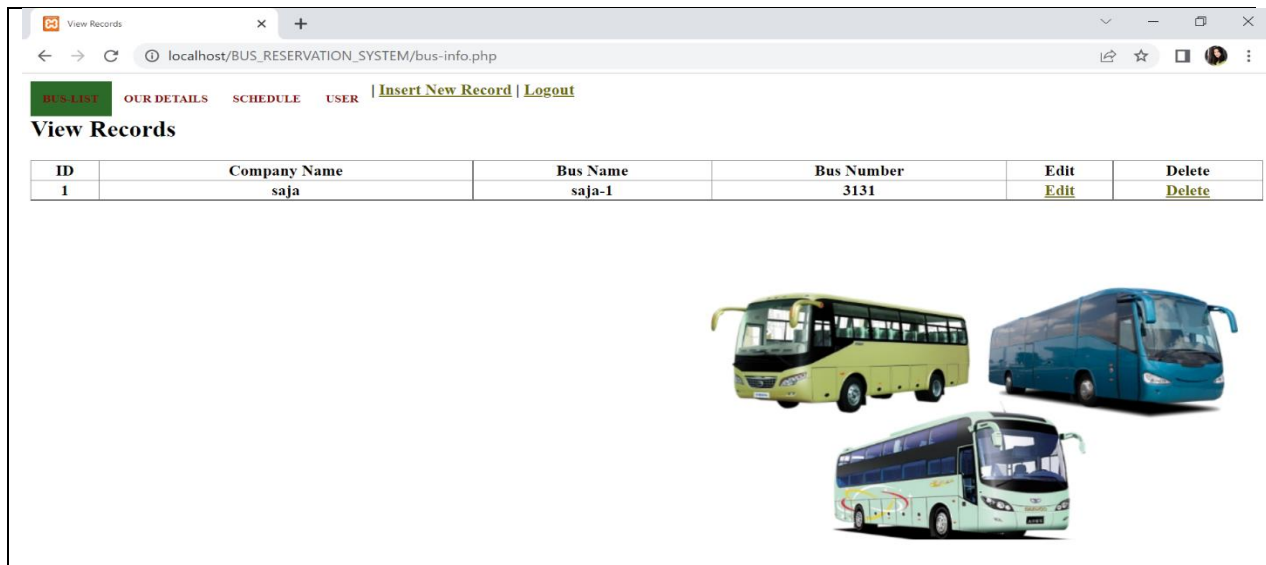 View Records
localhost/BUS_RESERVATION_SYSTEM/bus-info.php
BUS-LIST OUR DETAILS SCHEDULE USER | Insert New Record | Logout
View Records
ID Company Name Bus Name Bus Number Edit Delete
1 saja saja-1 3131 Edit Delete